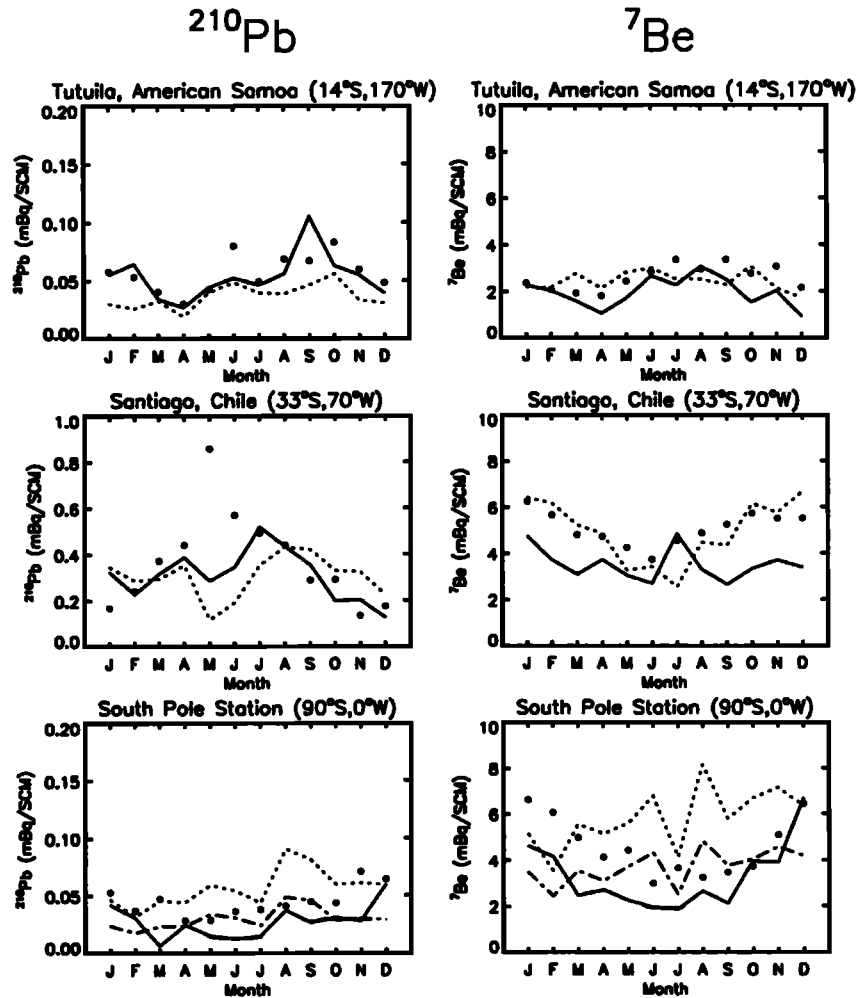 ²¹⁰Pb
⁷Be
Tutuila, American Samoa (14°S,170°W)
0.20
0.15
0.10
0.05
0.00
²¹⁰Pb (mBq/SCM)
J F M A M J J A S O N D
Month
Tutuila, American Samoa (14°S,170°W)
10
8
6
4
2
0
⁷Be (mBq/SCM)
J F M A M J J A S O N D
Month
Santiago, Chile (33°S,70°W)
1.0
0.8
0.6
0.4
0.2
0.0
²¹⁰Pb (mBq/SCM)
J F M A M J J A S O N D
Month
Santiago, Chile (33°S,70°W)
10
8
6
4
2
0
⁷Be (mBq/SCM)
J F M A M J J A S O N D
Month
South Pole Station (90°S,0°W)
0.20
0.15
0.10
0.05
0.00
²¹⁰Pb (mBq/SCM)
J F M A M J J A S O N D
Month
South Pole Station (90°S,0°W)
10
8
6
4
2
0
⁷Be (mBq/SCM)
J F M A M J J A S O N D
Month